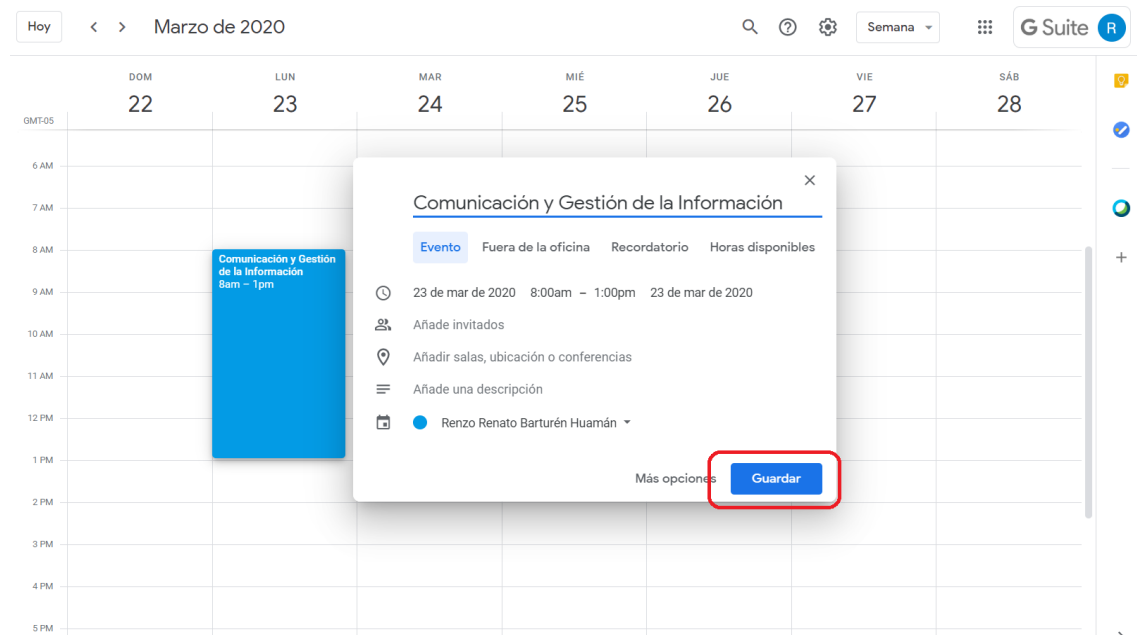 Hoy
Marzo de 2020
Semana
G Suite
R
DOM
LUN
MAR
MIÉ
JUE
VIE
SÁB
22
23
24
25
26
27
28
GMT-05
6 AM
7 AM
8 AM
9 AM
10 AM
11 AM
12 PM
1 PM
2 PM
3 PM
4 PM
5 PM
Comunicación y Gestión
de la Información
8am – 1pm
Comunicación y Gestión de la Información
Evento
Fuera de la oficina
Recordatorio
Horas disponibles
23 de mar de 2020 8:00am – 1:00pm 23 de mar de 2020
Añade invitados
Añadir salas, ubicación o conferencias
Añade una descripción
Renzo Renato Barturén Huamán
Más opciones
Guardar